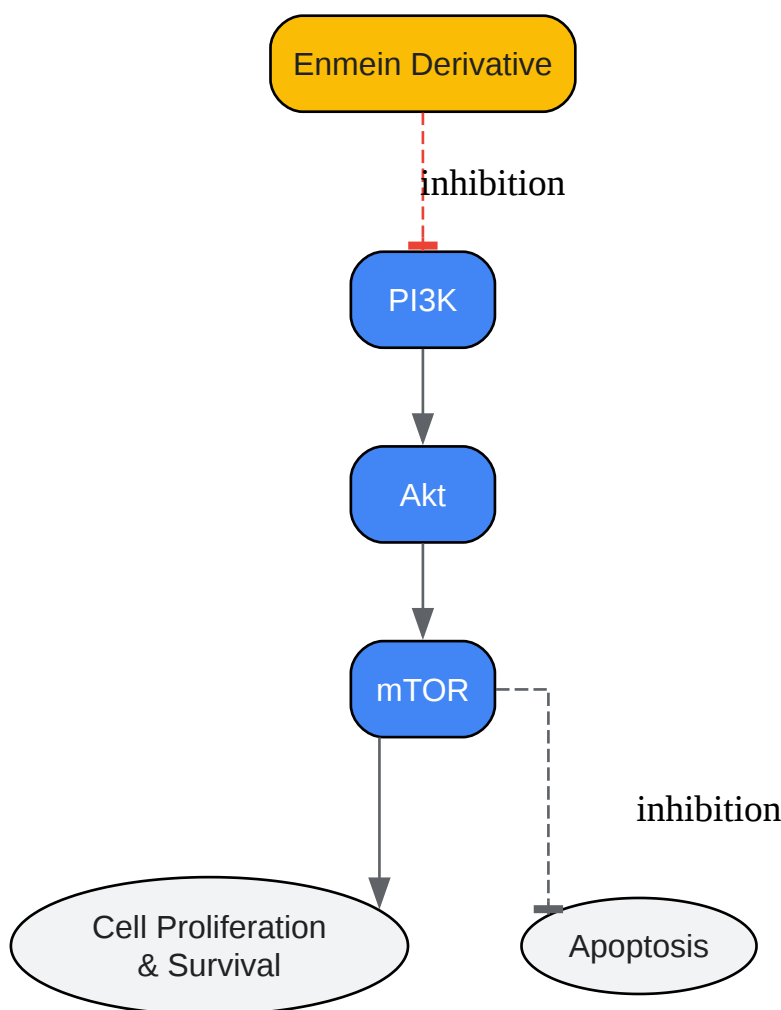 Enmein Derivative
inhibition
PI3K
Akt
mTOR
inhibition
Cell Proliferation
& Survival
Apoptosis